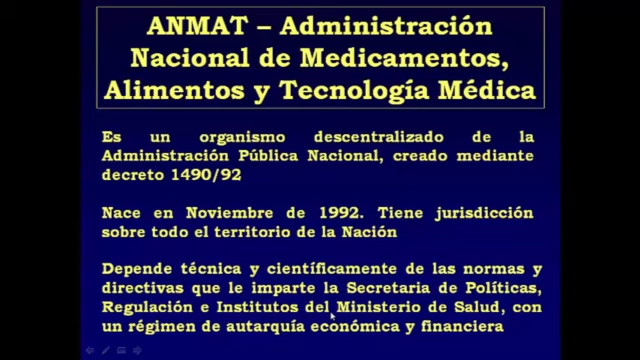 ANMAT – Administración
Nacional de Medicamentos,
Alimentos y Tecnología Médica
Es un organismo descentralizado de la
Administración Pública Nacional, creado mediante
decreto 1490/92
Nace en Noviembre de 1992. Tiene jurisdicción
sobre todo el territorio de la Nación
Depende técnica y científicamente de las normas y
directivas que le imparte la Secretaria de Políticas,
Regulación e Institutos del Ministerio de Salud, con
un régimen de autarquía económica y financiera